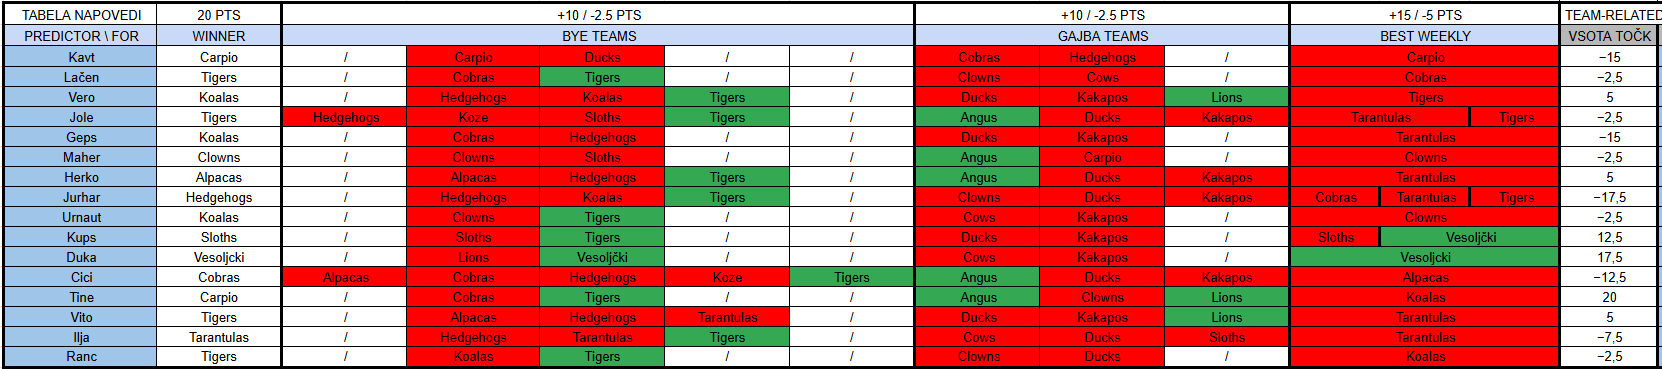 TABELA NAPOVEDI 20 PTS +10 / -2.5 PTS +10 / -2.5 PTS +15 / -5 PTS TEAM-RELATED
PREDICTOR \ FOR WINNER BYE TEAMS GAJBA TEAMS BEST WEEKLY VSOTA TOČK
Kavt Carpio / Carpio Ducks / / Cobras Hedgehogs / Carpio −15
Lačen Tigers / Cobras Tigers / / Clowns Cows / Cobras −2,5
Vero Koalas / Hedgehogs Koalas Tigers / Ducks Kakapos Lions Tigers 5
Jole Tigers Hedgehogs Koze Sloths Tigers / Angus Ducks Kakapos Tarantulas Tigers −2,5
Geps Koalas / Cobras Hedgehogs / / Ducks Kakapos / Tarantulas −15
Maher Clowns / Clowns Sloths / / Angus Carpio / Clowns −2,5
Herko Alpacas / Alpacas Hedgehogs Tigers / Angus Ducks Kakapos Tarantulas 5
Jurhar Hedgehogs / Hedgehogs Koalas Tigers / Clowns Ducks Kakapos Cobras Tarantulas Tigers −17,5
Urnaut Koalas / Clowns Tigers / / Cows Kakapos / Clowns −2,5
Kups Sloths / Sloths Tigers / / Ducks Kakapos / Sloths Vesoljčki 12,5
Duka Vesoljcki / Lions Vesoljčki / / Cows Kakapos / Vesoljcki 17,5
Cici Cobras Alpacas Cobras Hedgehogs Koze Tigers Angus Ducks Kakapos Alpacas −12,5
Tine Carpio / Cobras Tigers / / Angus Clowns Lions Koalas 20
Vito Tigers / Alpacas Hedgehogs Tarantulas / Ducks Kakapos Lions Tarantulas 5
Ilja Tarantulas / Hedgehogs Tarantulas Tigers / Cows Ducks Sloths Tarantulas −7,5
Ranc Tigers / Koalas Tigers / / Clowns Ducks / Koalas −2,5